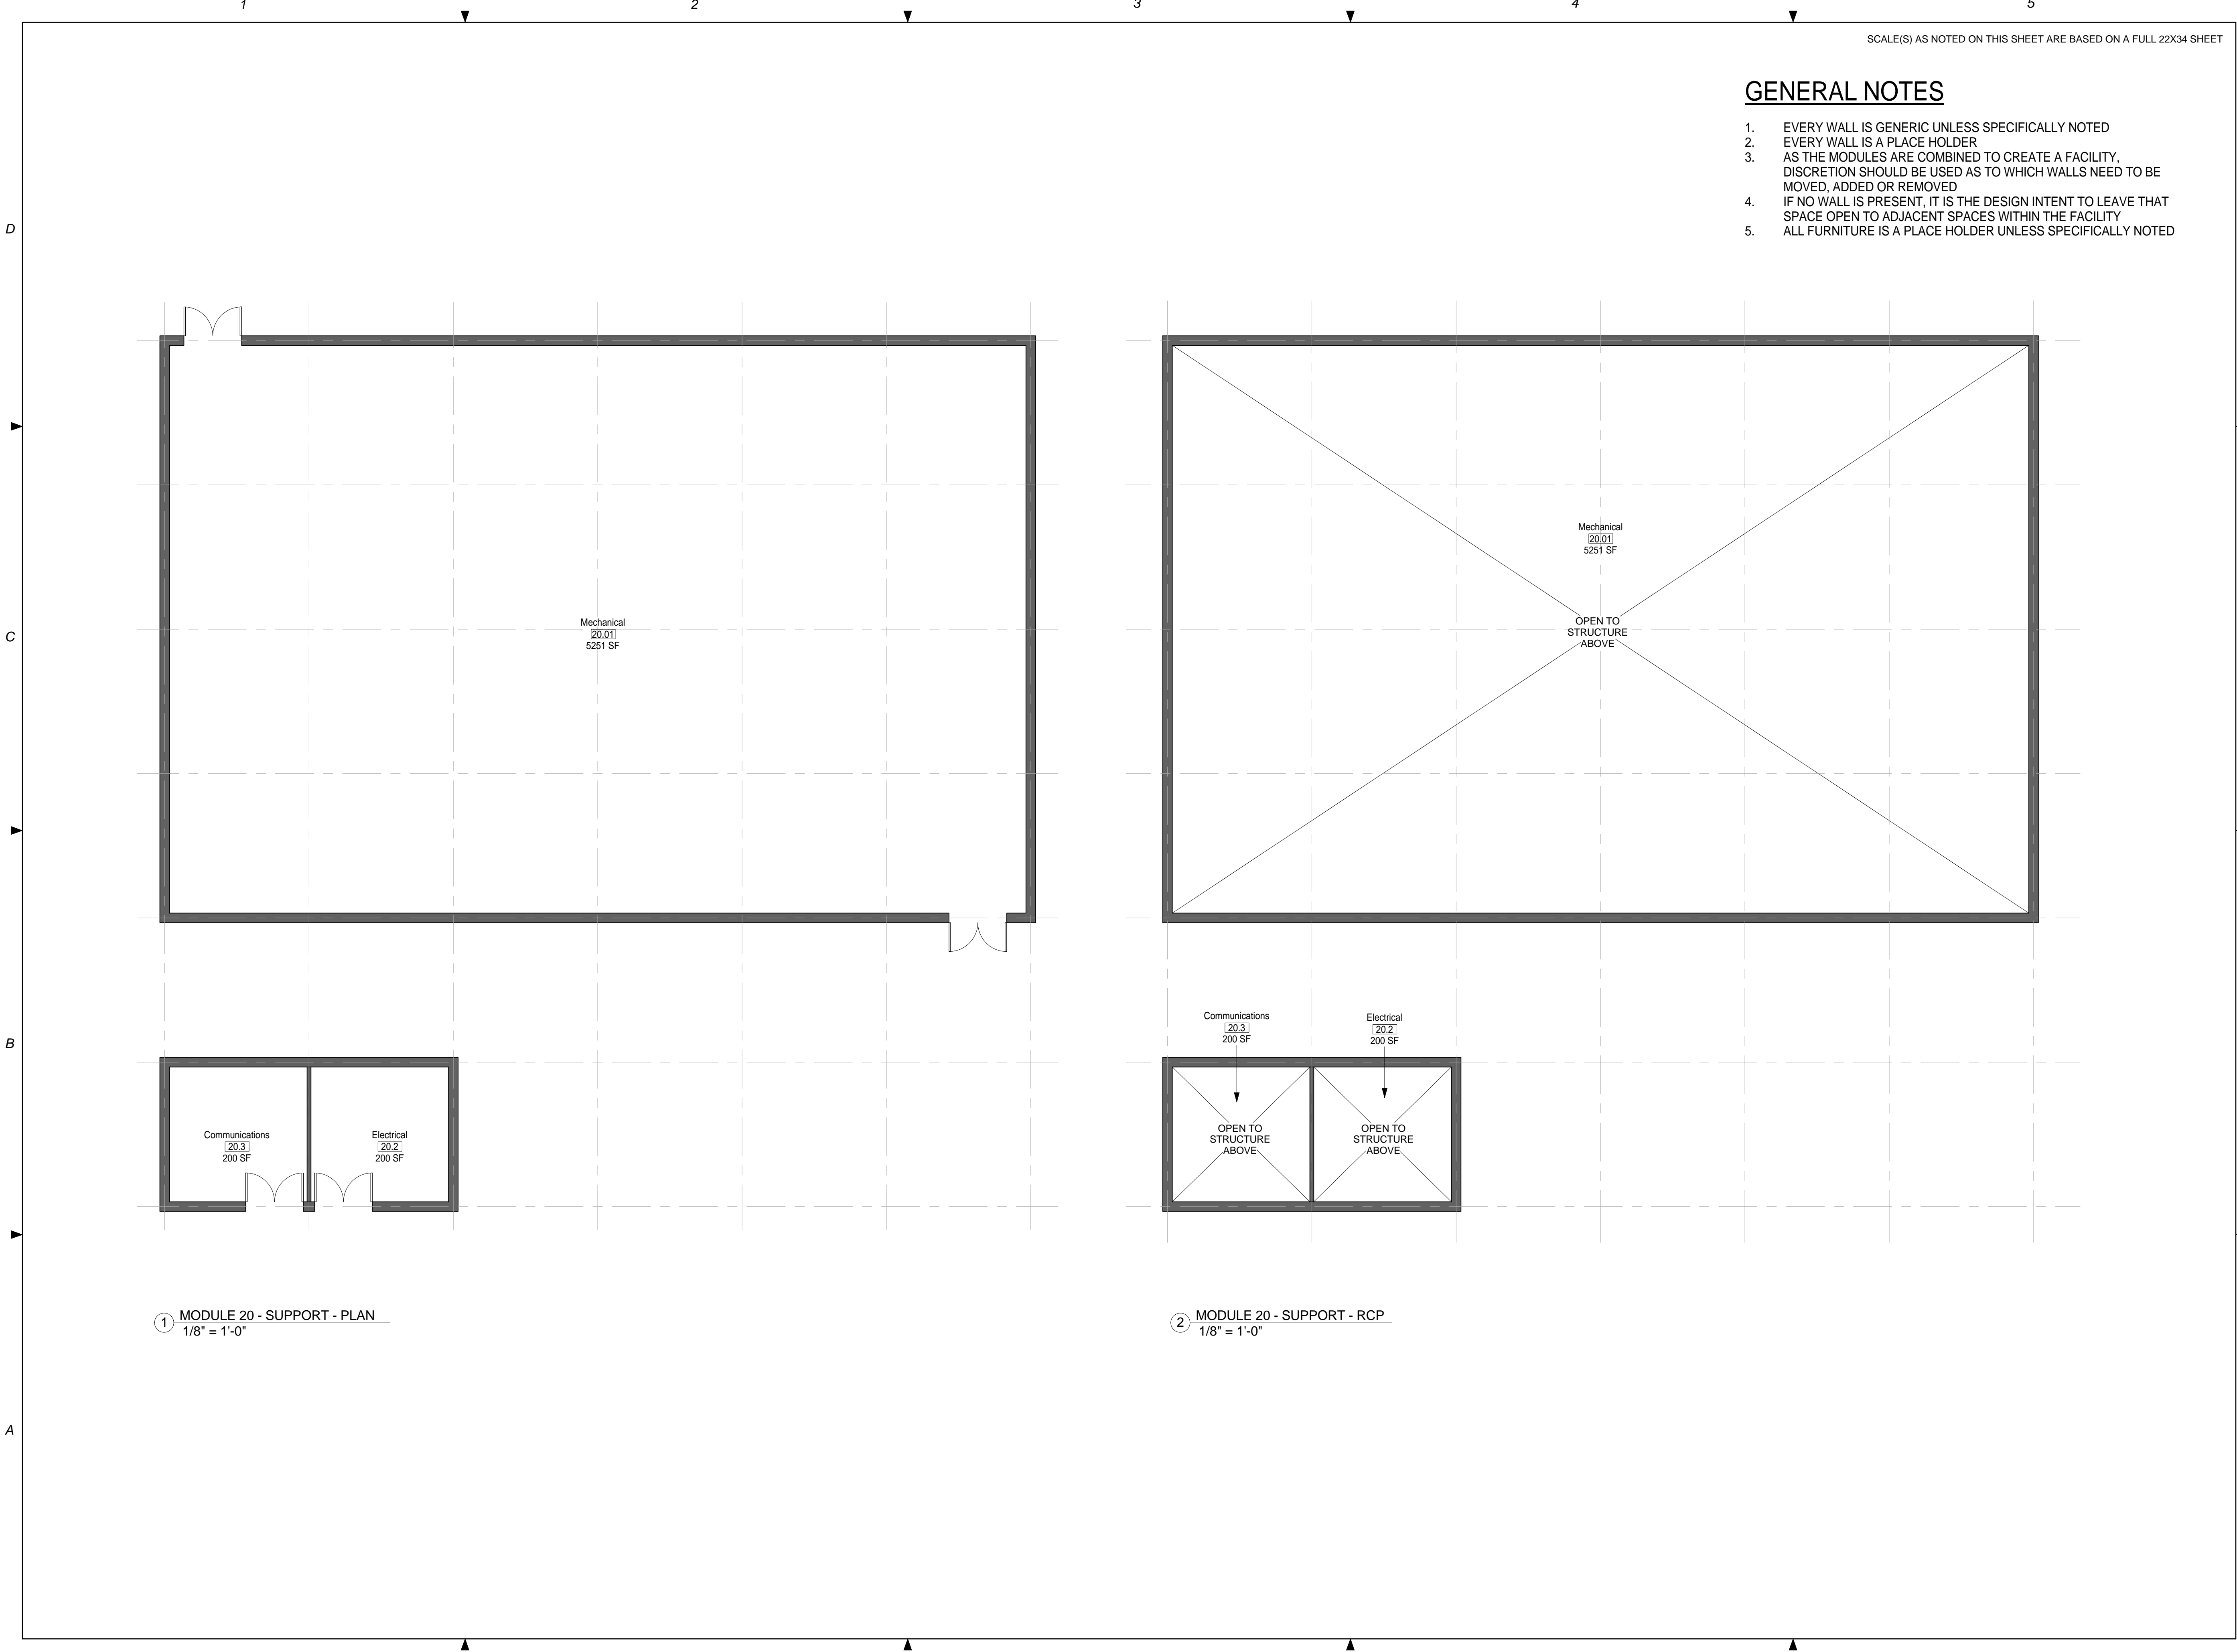 1 2 3 4 5
SCALE(S) AS NOTED ON THIS SHEET ARE BASED ON A FULL 22X34 SHEET
GENERAL NOTES
1. EVERY WALL IS GENERIC UNLESS SPECIFICALLY NOTED
2. EVERY WALL IS A PLACE HOLDER
3. AS THE MODULES ARE COMBINED TO CREATE A FACILITY,
DISCRETION SHOULD BE USED AS TO WHICH WALLS NEED TO BE
MOVED, ADDED OR REMOVED
4. IF NO WALL IS PRESENT, IT IS THE DESIGN INTENT TO LEAVE THAT
SPACE OPEN TO ADJACENT SPACES WITHIN THE FACILITY
5. ALL FURNITURE IS A PLACE HOLDER UNLESS SPECIFICALLY NOTED
D
C
B
A
Mechanical
20.01
5251 SF
Communications
20.3
200 SF
Electrical
20.2
200 SF
1
MODULE 20 - SUPPORT - PLAN
1/8" = 1'-0"
Mechanical
20.01
5251 SF
OPEN TO
STRUCTURE
ABOVE
Communications
20.3
200 SF
Electrical
20.2
200 SF
OPEN TO
STRUCTURE
ABOVE
OPEN TO
STRUCTURE
ABOVE
2
MODULE 20 - SUPPORT - RCP
1/8" = 1'-0"